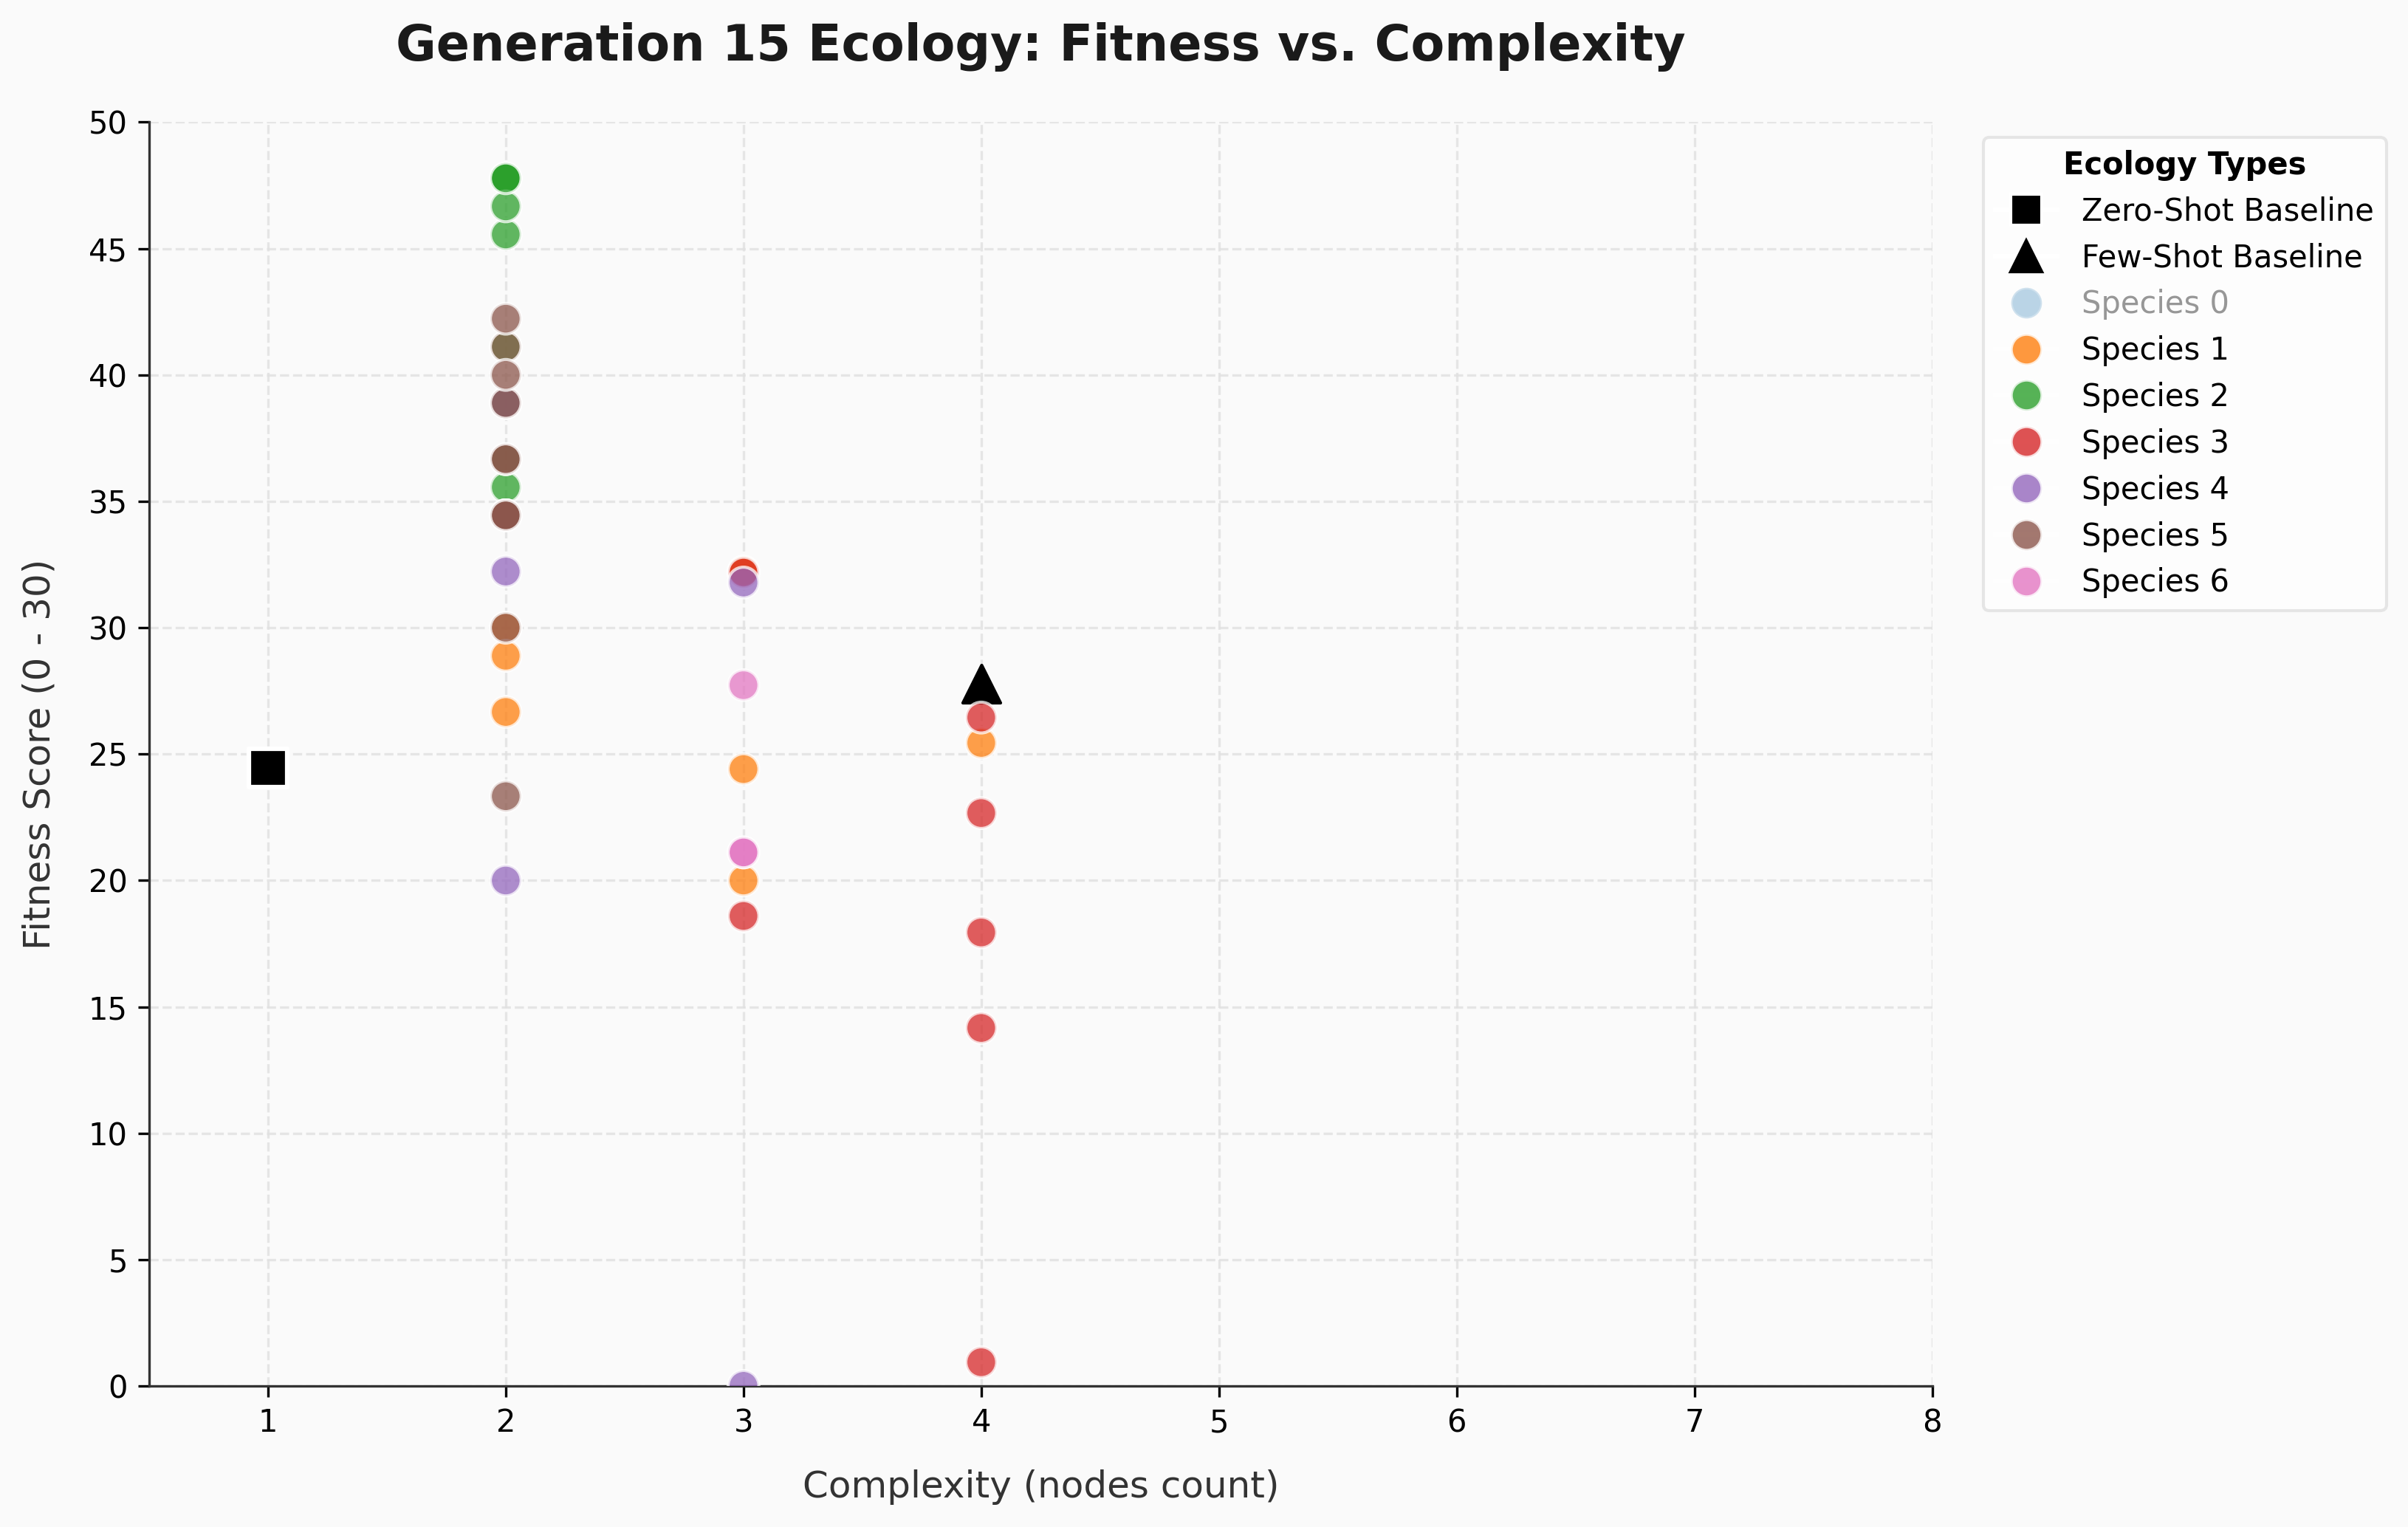 Generation 15 Ecology: Fitness vs. Complexity
Fitness Score (0 - 30)
50
45
40
35
30
25
20
15
10
5
0
1 2 3 4 5 6 7 8
Complexity (nodes count)
Ecology Types
Zero-Shot Baseline
Few-Shot Baseline
Species 0
Species 1
Species 2
Species 3
Species 4
Species 5
Species 6